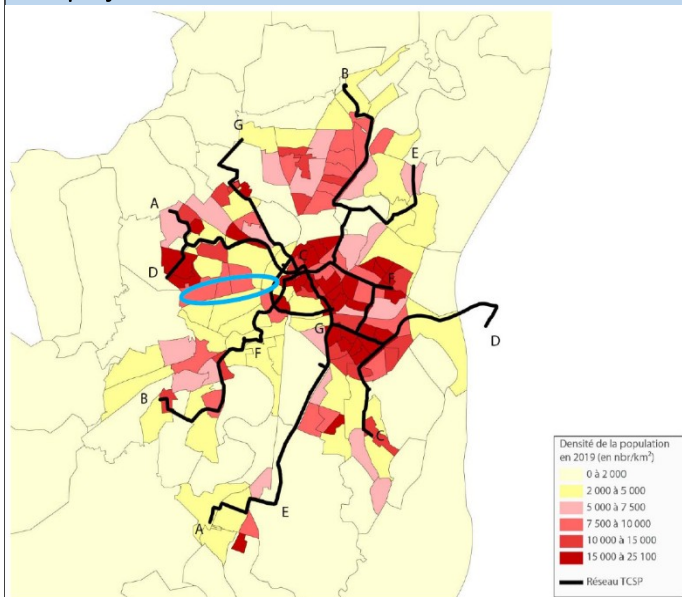 B
G
E
A
C
D
E
G
D
F
B
C
E
A
Densité de la population
en 2019 (en nbr/km²)
0 à 2 000
2 000 à 5 000
5 000 à 7 500
7 500 à 10 000
10 000 à 15 000
15 000 à 25 100
Réseau TCSP